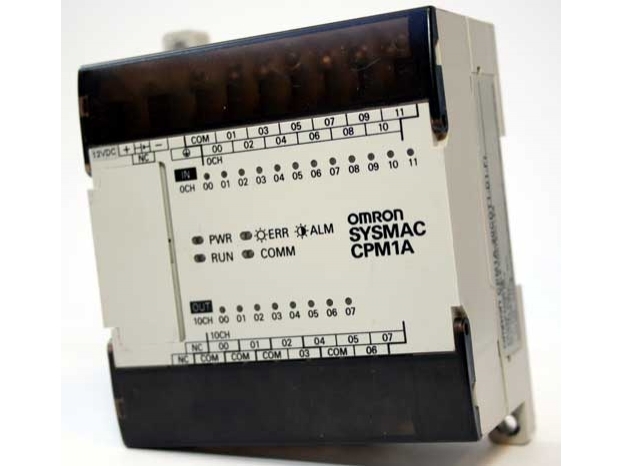 COM 01 03 05 07 09 11
12VDC + − NC 00 02 04 06 08 10
0CH
IN
0CH 00 01 02 03 04 05 06 07 08 09 10 11
PWR ERR ALM
RUN COMM
OMRON
SYSMAC
CPM1A
OUT
10CH 00 01 02 03 04 05 06 07
10CH
NC 00 01 02 04 05 07
NC COM COM COM 03 COM 06